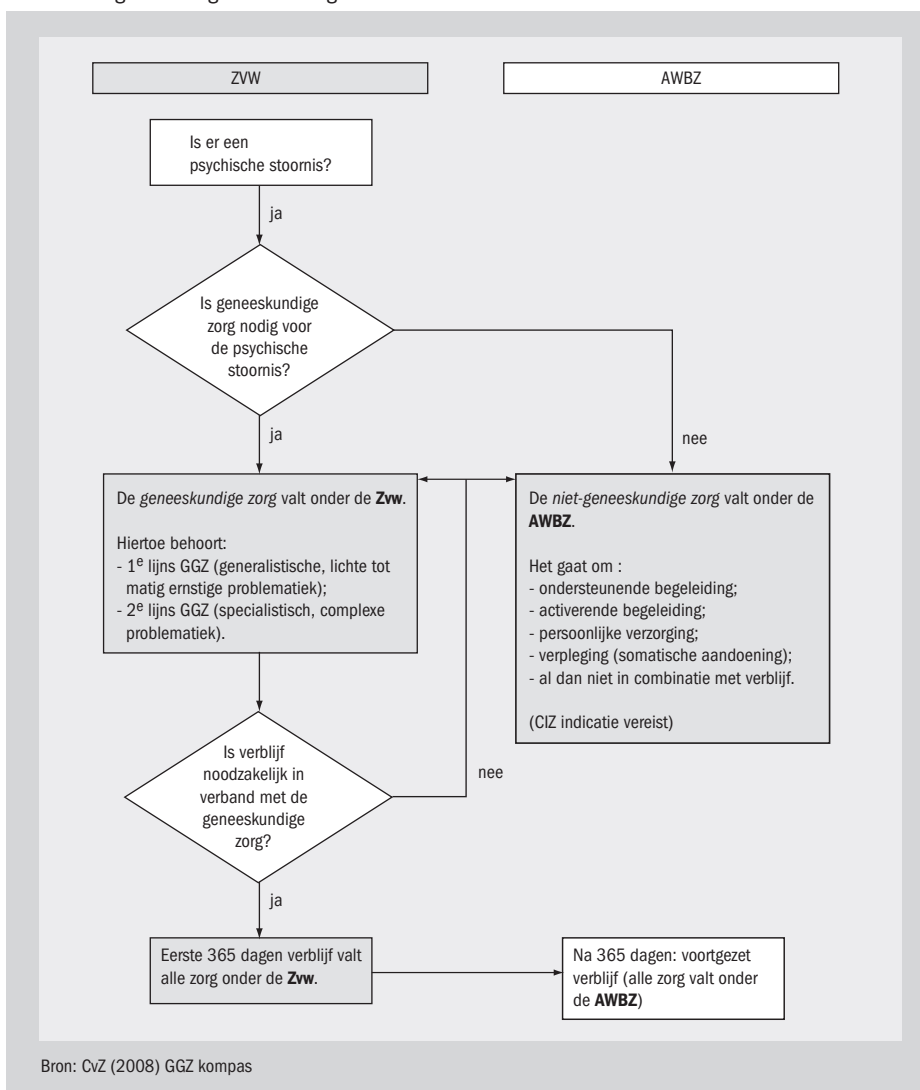 ZVW
AWBZ
Is er een
psychische stoornis?
ja
Is geneeskundige
zorg nodig voor
de psychische
stoornis?
ja
nee
De geneeskundige zorg valt onder de Zvw.
Hiertoe behoort:
- 1e lijns GGZ (generalistische, lichte tot
matig ernstige problematiek);
- 2e lijns GGZ (specialistisch, complexe
problematiek).
De niet-geneeskundige zorg valt onder de
AWBZ.
Het gaat om :
- ondersteunende begeleiding;
- activerende begeleiding;
- persoonlijke verzorging;
- verpleging (somatische aandoening);
- al dan niet in combinatie met verblijf.
(CIZ indicatie vereist)
Is verblijf
noodzakelijk in
verband met de
geneeskundige
zorg?
nee
ja
Eerste 365 dagen verblijf valt
alle zorg onder de Zvw.
Na 365 dagen: voortgezet
verblijf (alle zorg valt onder
de AWBZ)
Bron: CvZ (2008) GGZ kompas